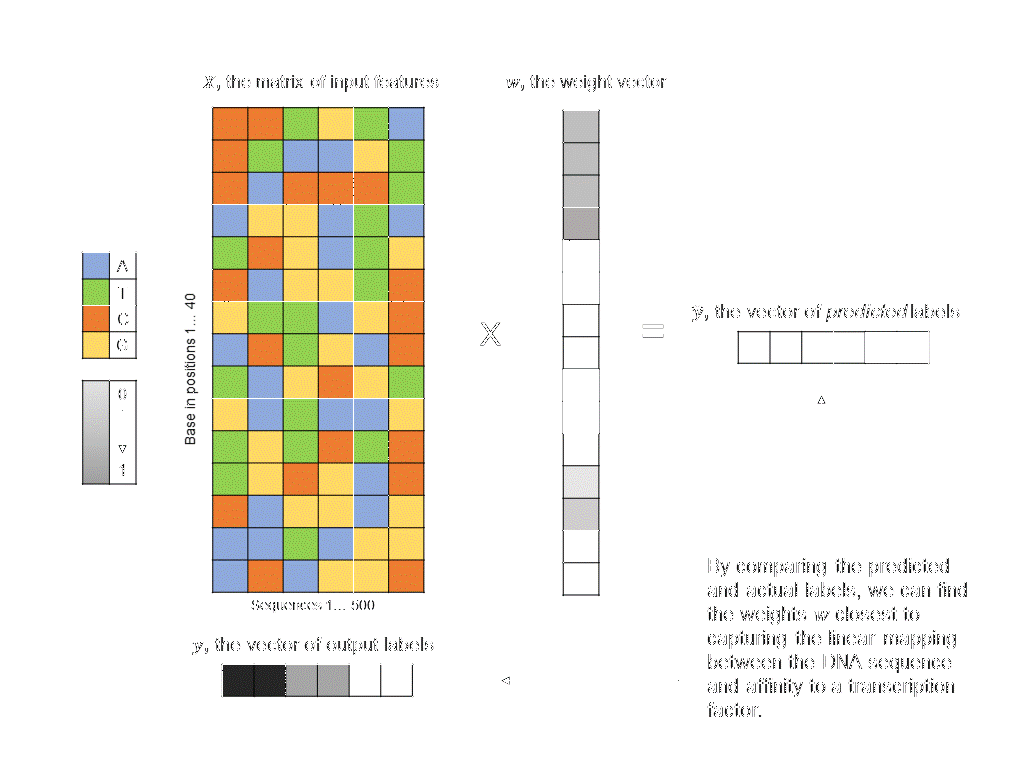 X, the matrix of input features
w, the weight vector
A
T
C
G
0
1
Base in positions 1... 40
X
=
y, the vector of predicted labels
Sequences 1... 500
y, the vector of output labels
By comparing the predicted
and actual labels, we can find
the weights w closest to
capturing the linear mapping
between the DNA sequence
and affinity to a transcription
factor.